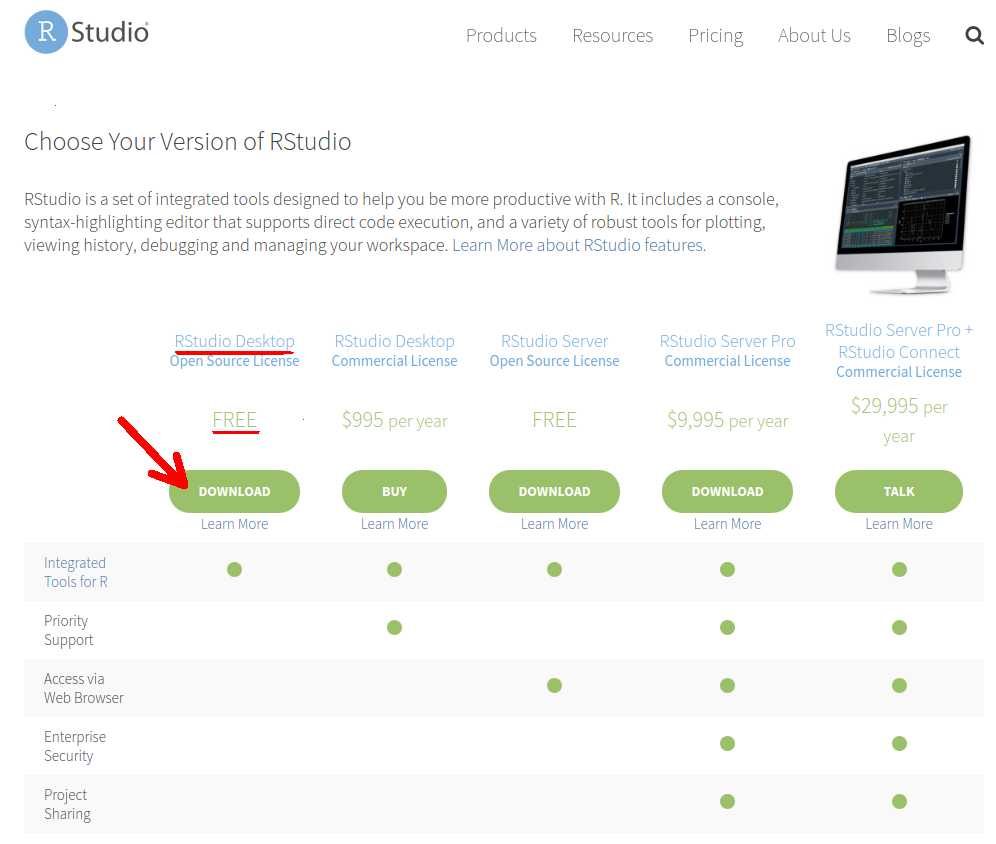 R Studio®
Products Resources Pricing About Us Blogs
Choose Your Version of RStudio
RStudio is a set of integrated tools designed to help you be more productive with R. It includes a console,
syntax-highlighting editor that supports direct code execution, and a variety of robust tools for plotting,
viewing history, debugging and managing your workspace. Learn More about RStudio features.
RStudio Desktop
Open Source License
FREE
DOWNLOAD
Learn More
RStudio Desktop
Commercial License
$995 per year
BUY
Learn More
RStudio Server
Open Source License
FREE
DOWNLOAD
Learn More
RStudio Server Pro
Commercial License
$9,995 per year
DOWNLOAD
Learn More
RStudio Server Pro +
RStudio Connect
Commercial License
$29,995 per
year
TALK
Learn More
Integrated
Tools for R
Priority
Support
Access via
Web Browser
Enterprise
Security
Project
Sharing